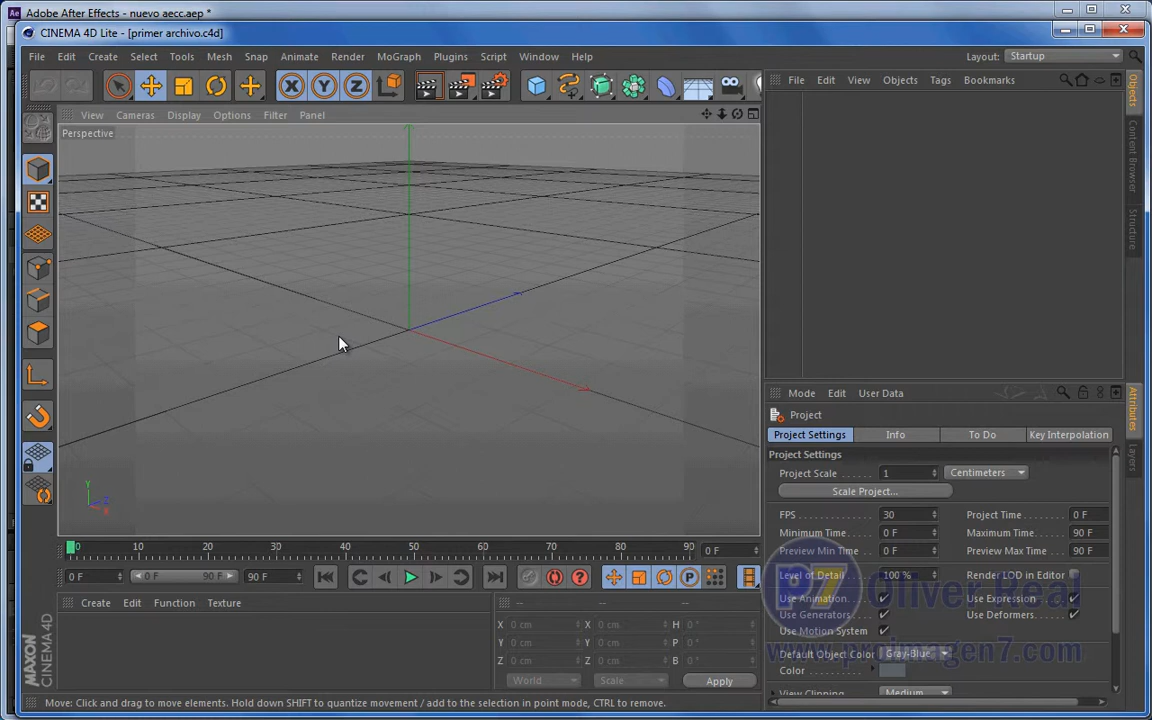 Adobe After Effects - nuevo aecc.aep *
CINEMA 4D Lite - [primer archivo.c4d]
File Edit Create Select Tools Mesh Snap Animate Render MoGraph Plugins Script Window Help Layout: Startup
View Cameras Display Options Filter Panel
File Edit View Objects Tags Bookmarks
Perspective
Objects
Content Browser
Structure
Y
Z
X
Mode Edit User Data
Project
Project Settings Info To Do Key Interpolation
Attributes
Layers
Project Settings
Project Scale 1 Centimeters
Scale Project...
FPS 30 Project Time 0 F
Minimum Time 0 F Maximum Time 90 F
Preview Min Time 0 F Preview Max Time 90 F
Level of Detail 100 % Render LOD in Editor
Use Animation Use Expression
Use Generators Use Deformers
Use Motion System
Default Object Color Gray-Blue
Color
View Clipping Medium
P7 Oliver Real
www.proimagen7.com
0 10 20 30 40 50 60 70 80 90 0 F
0 F 0 F 90 F 90 F
Create Edit Function Texture
-- -- --
X 0 cm X 0 cm H 0 °
Y 0 cm Y 0 cm P 0 °
Z 0 cm Z 0 cm B 0 °
World Scale Apply
MAXON CINEMA 4D
Move: Click and drag to move elements. Hold down SHIFT to quantize movement / add to the selection in point mode, CTRL to remove.